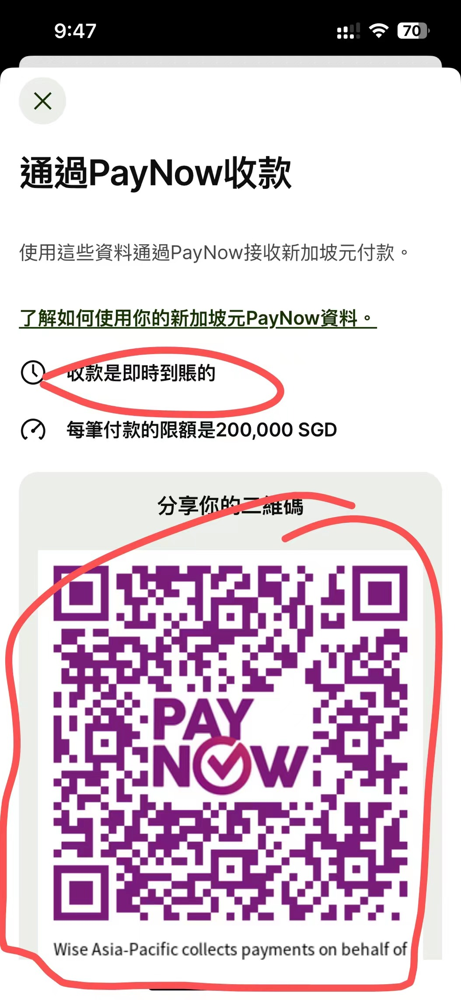 9:47
70
通過PayNow收款
使用這些資料通過PayNow接收新加坡元付款。
了解如何使用你的新加坡元PayNow資料。
收款是即時到賬的
每筆付款的限額是200,000 SGD
分享你的二維碼
PAY
NOW
Wise Asia-Pacific collects payments on behalf of